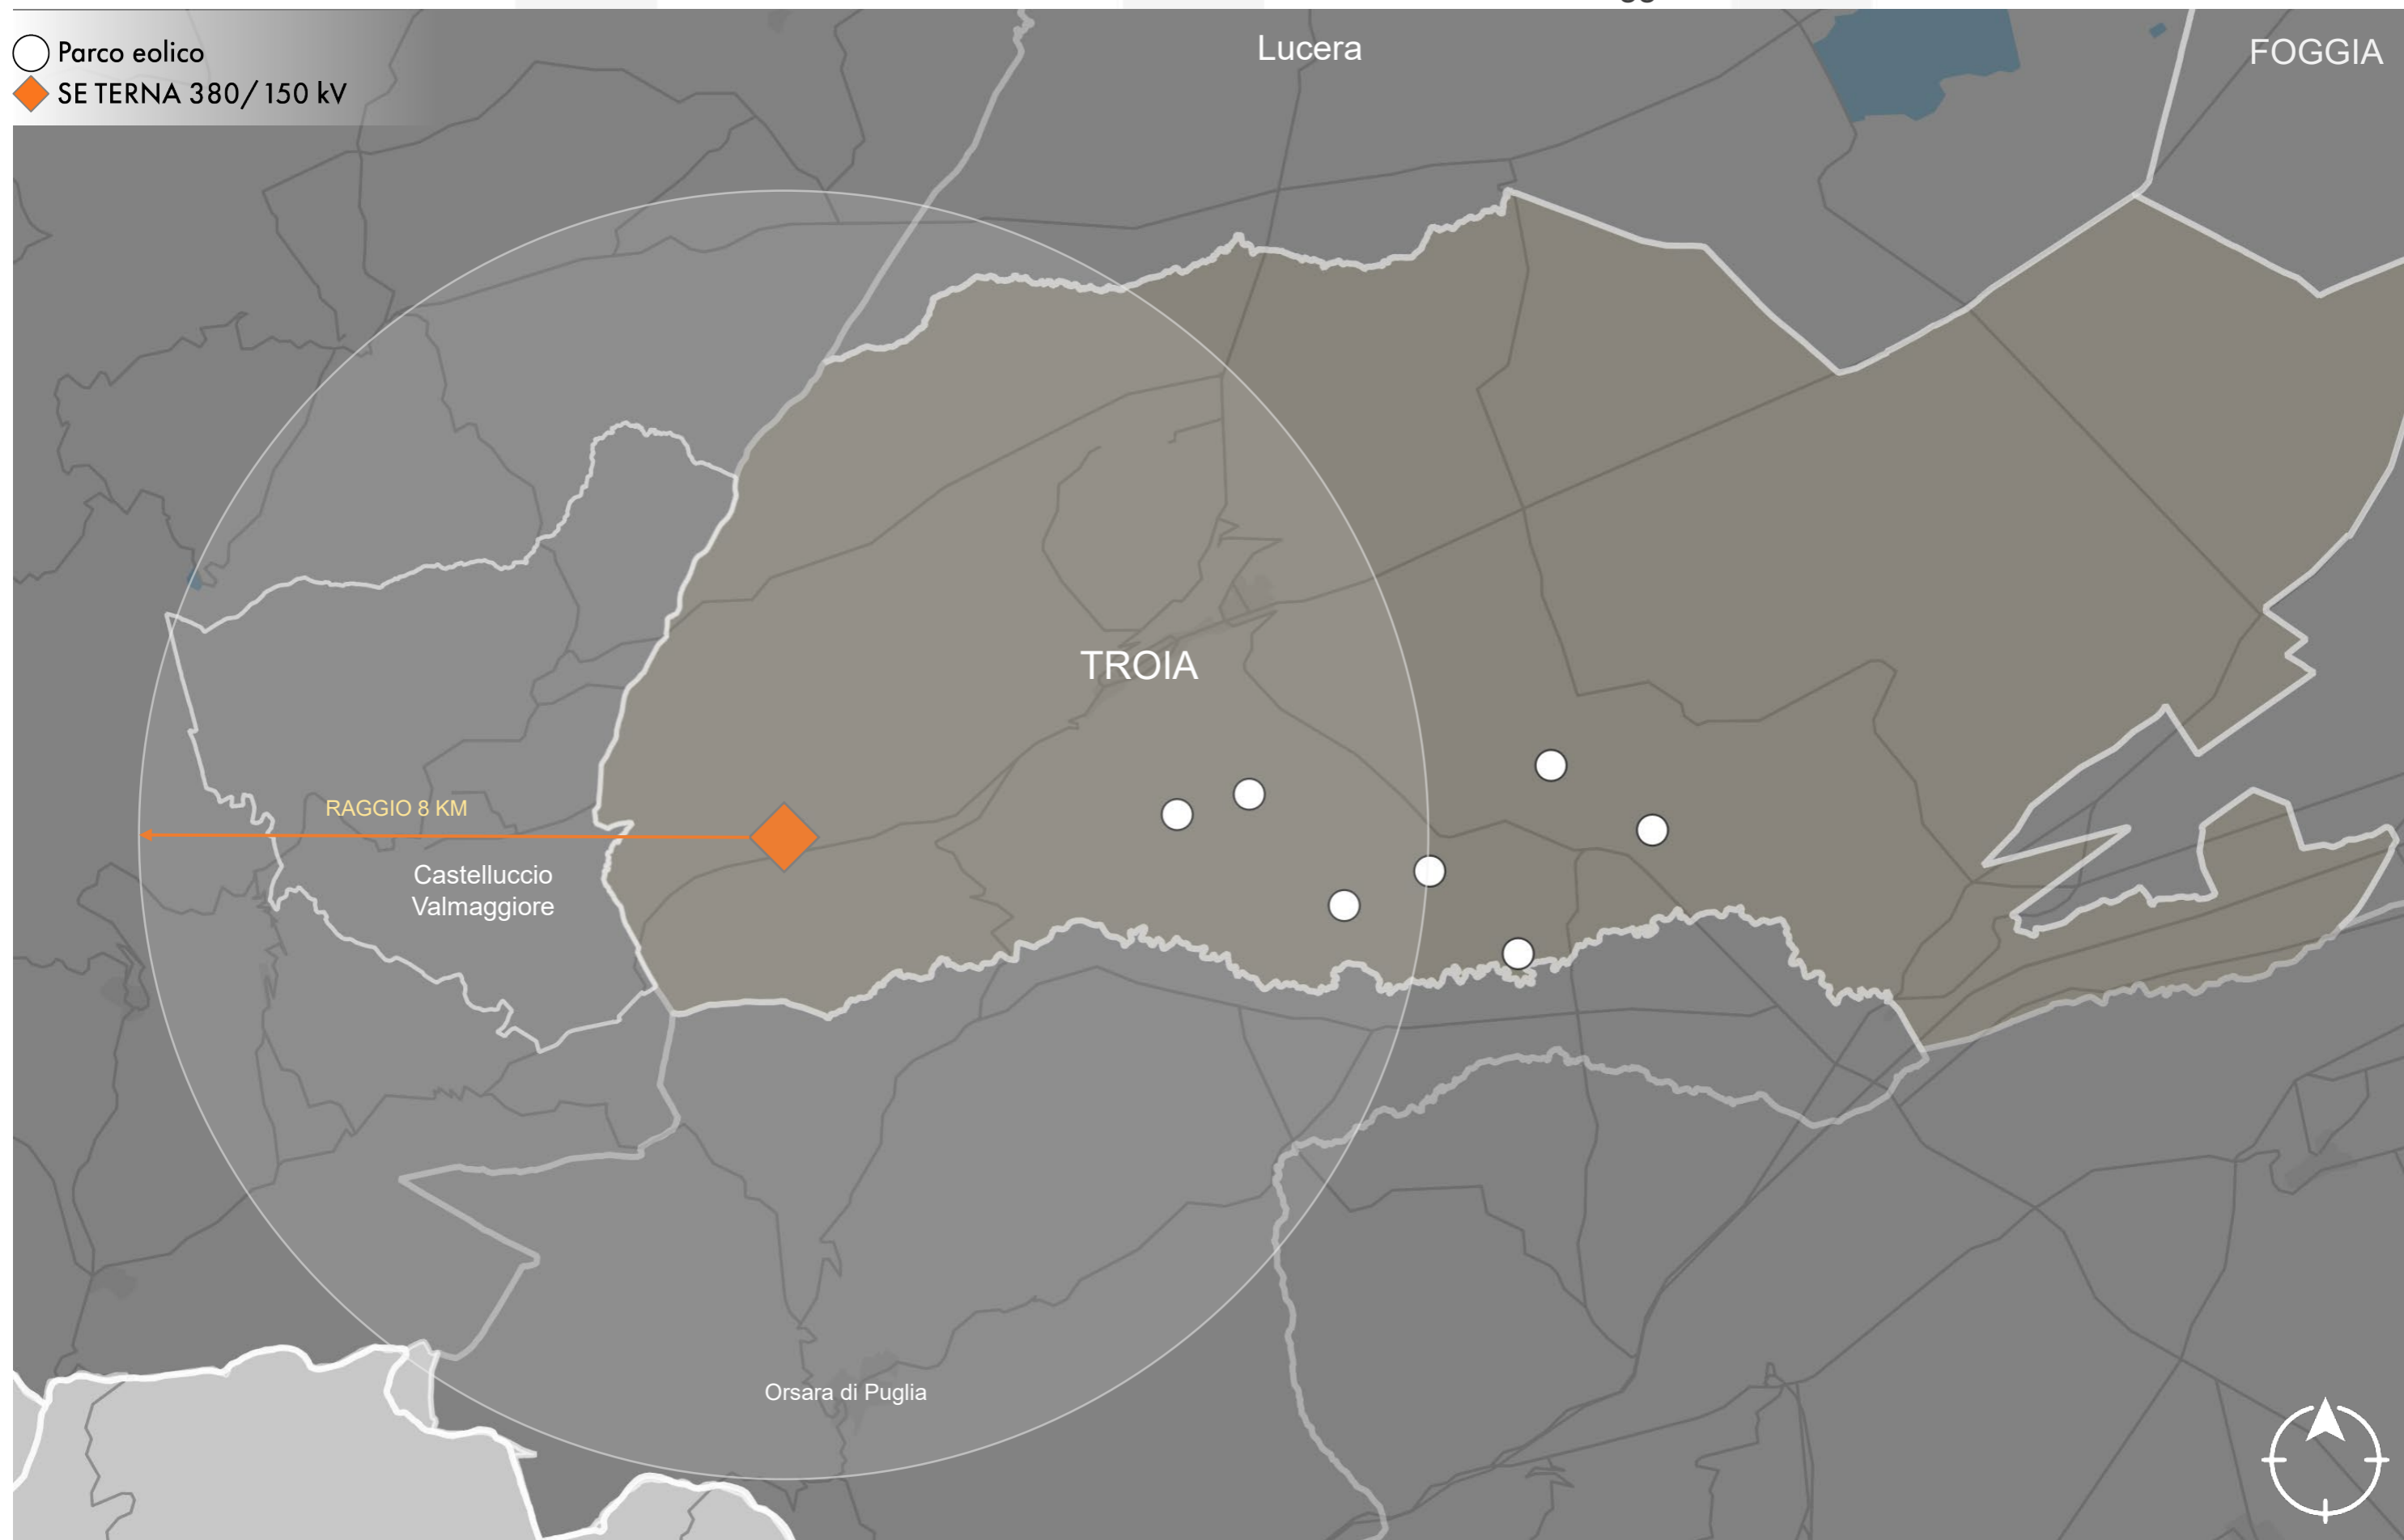 Parco eolico
SE TERNA 380/150 kV
Lucera
FOGGIA
TROIA
RAGGIO 8 KM
Castelluccio
Valmaggiore
Orsara di Puglia